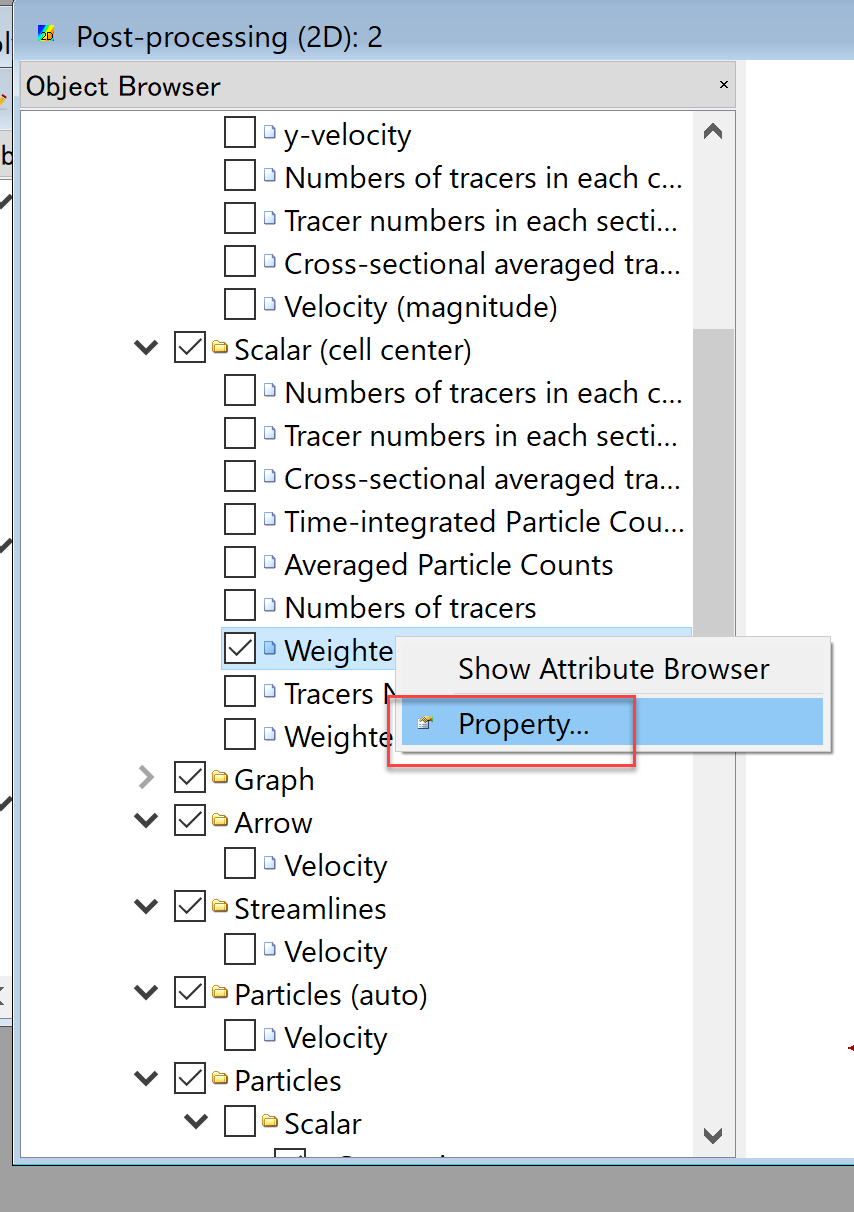 2D Post-processing (2D): 2
Object Browser ×
y-velocity
Numbers of tracers in each c...
Tracer numbers in each secti...
Cross-sectional averaged tra...
Velocity (magnitude)
Scalar (cell center)
Numbers of tracers in each c...
Tracer numbers in each secti...
Cross-sectional averaged tra...
Time-integrated Particle Cou...
Averaged Particle Counts
Numbers of tracers
Weighte
Show Attribute Browser
Tracers N
Property...
Weighte
Graph
Arrow
Velocity
Streamlines
Velocity
Particles (auto)
Velocity
Particles
Scalar